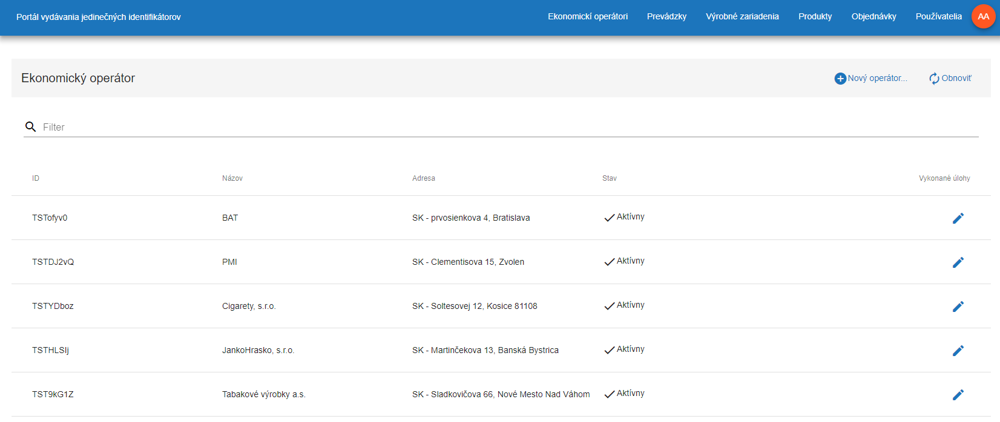 Portál vydávania jedinečných identifikátorov Ekonomickí operátori Prevádzky Výrobné zariadenia Produkty Objednávky Používatelia AA
Ekonomický operátor Nový operátor... Obnoviť
Filter
ID Názov Adresa Stav Vykonané úlohy
TSTofyv0 BAT SK - prvosienkova 4, Bratislava Aktívny
TSTDJ2vQ PMI SK - Clementisova 15, Zvolen Aktívny
TSTYDboz Cigarety, s.r.o. SK - Soltesovej 12, Kosice 81108 Aktívny
TSTHLSIj JankoHrasko, s.r.o. SK - Martinčekova 13, Banská Bystrica Aktívny
TST9kG1Z Tabakové výrobky a.s. SK - Sladkovičova 66, Nové Mesto Nad Váhom Aktívny